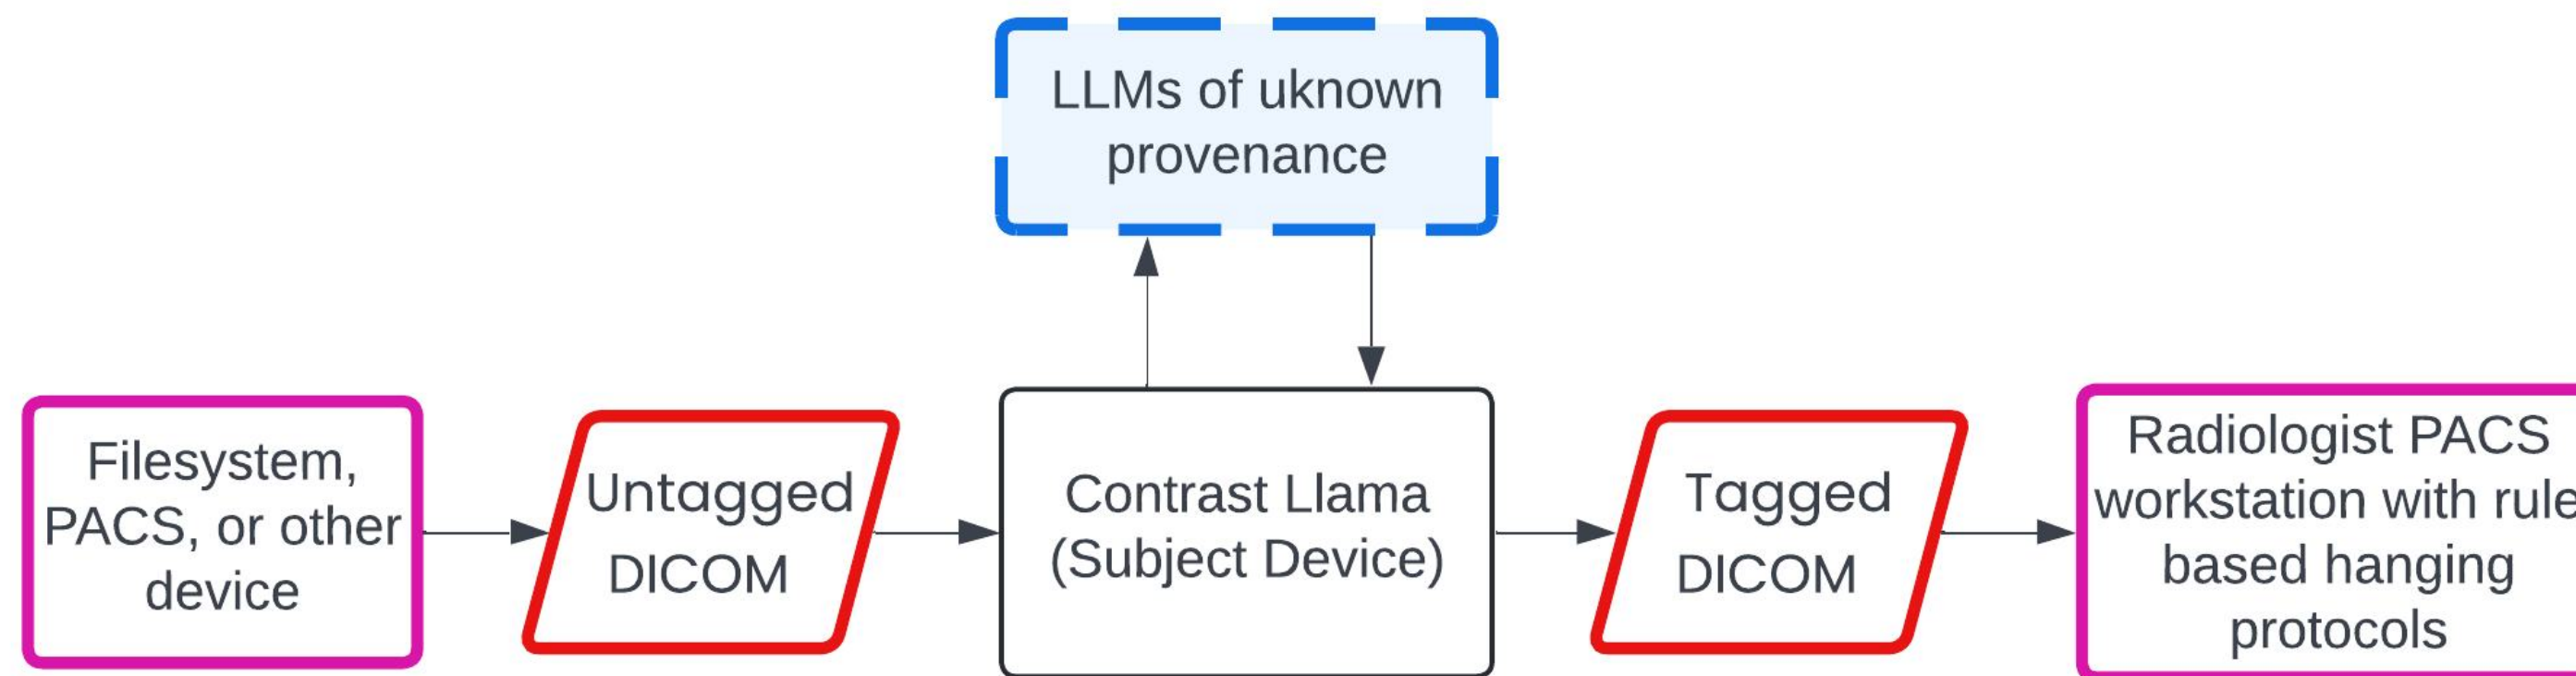 LLMs of uknown
provenance
Filesystem,
PACS, or other
device
Untagged
DICOM
Contrast Llama
(Subject Device)
Tagged
DICOM
Radiologist PACS
workstation with rule
based hanging
protocols